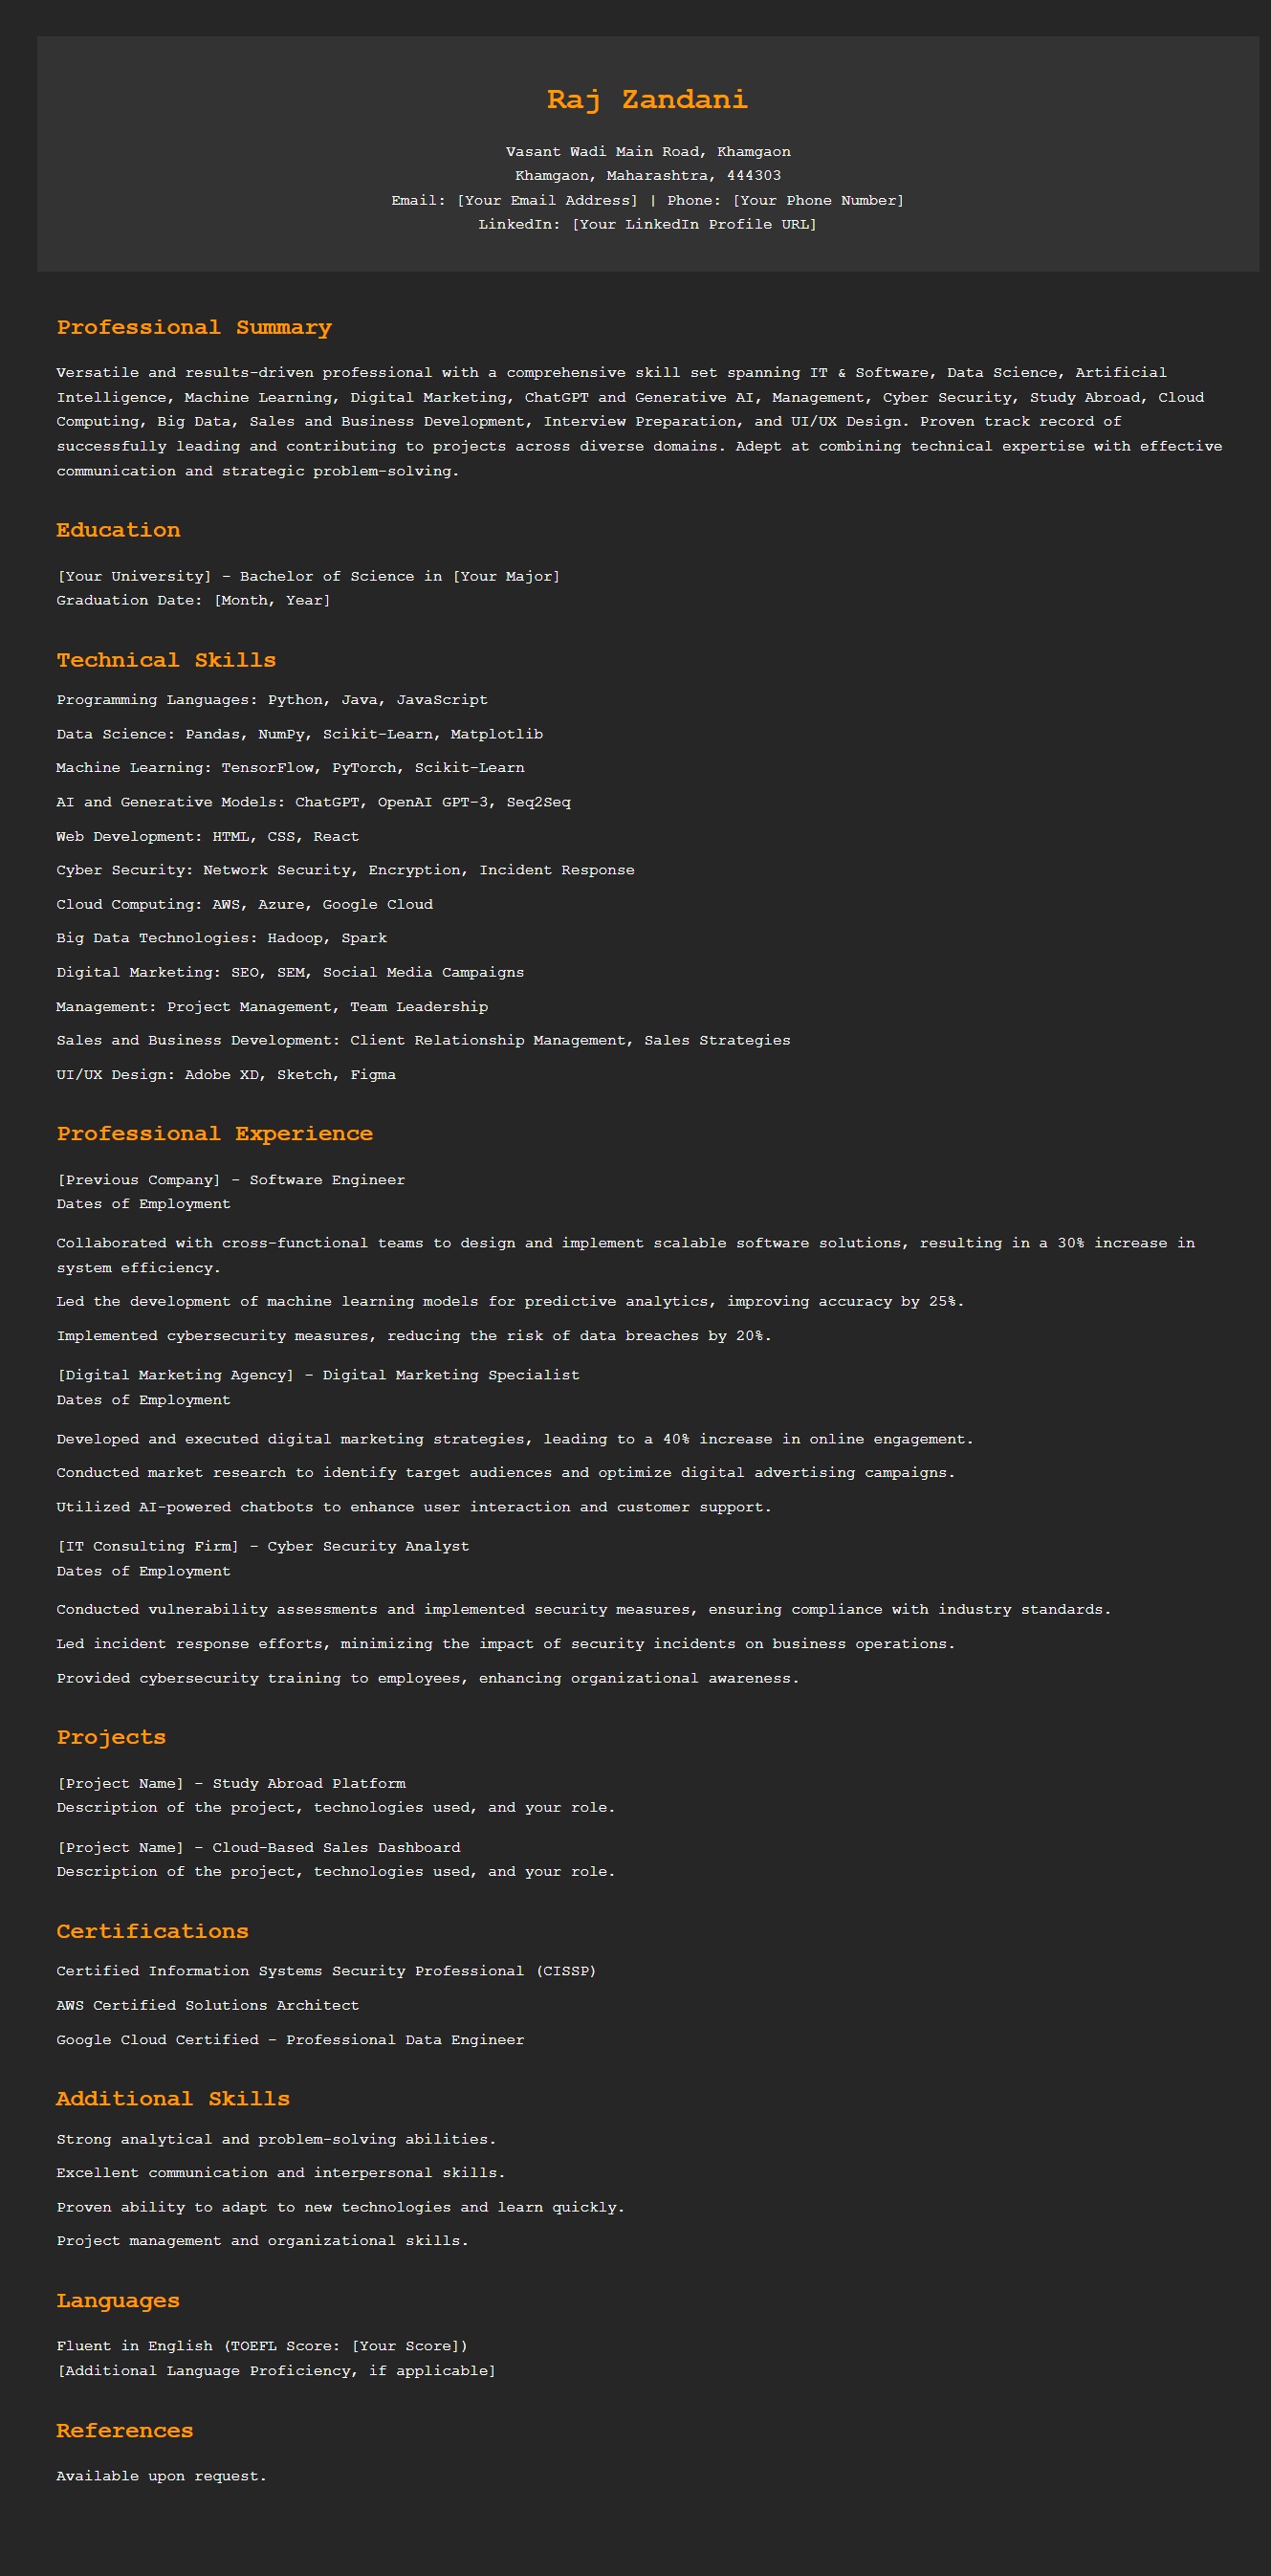 Raj Zandani
Vasant Wadi Main Road, Khamgaon
Khamgaon, Maharashtra, 444303
Email: [Your Email Address] | Phone: [Your Phone Number]
LinkedIn: [Your LinkedIn Profile URL]
Professional Summary
Versatile and results-driven professional with a comprehensive skill set spanning IT & Software, Data Science, Artificial
Intelligence, Machine Learning, Digital Marketing, ChatGPT and Generative AI, Management, Cyber Security, Study Abroad, Cloud
Computing, Big Data, Sales and Business Development, Interview Preparation, and UI/UX Design. Proven track record of
successfully leading and contributing to projects across diverse domains. Adept at combining technical expertise with effective
communication and strategic problem-solving.
Education
[Your University] - Bachelor of Science in [Your Major]
Graduation Date: [Month, Year]
Technical Skills
Programming Languages: Python, Java, JavaScript
Data Science: Pandas, NumPy, Scikit-Learn, Matplotlib
Machine Learning: TensorFlow, PyTorch, Scikit-Learn
AI and Generative Models: ChatGPT, OpenAI GPT-3, Seq2Seq
Web Development: HTML, CSS, React
Cyber Security: Network Security, Encryption, Incident Response
Cloud Computing: AWS, Azure, Google Cloud
Big Data Technologies: Hadoop, Spark
Digital Marketing: SEO, SEM, Social Media Campaigns
Management: Project Management, Team Leadership
Sales and Business Development: Client Relationship Management, Sales Strategies
UI/UX Design: Adobe XD, Sketch, Figma
Professional Experience
[Previous Company] - Software Engineer
Dates of Employment
Collaborated with cross-functional teams to design and implement scalable software solutions, resulting in a 30% increase in
system efficiency.
Led the development of machine learning models for predictive analytics, improving accuracy by 25%.
Implemented cybersecurity measures, reducing the risk of data breaches by 20%.
[Digital Marketing Agency] - Digital Marketing Specialist
Dates of Employment
Developed and executed digital marketing strategies, leading to a 40% increase in online engagement.
Conducted market research to identify target audiences and optimize digital advertising campaigns.
Utilized AI-powered chatbots to enhance user interaction and customer support.
[IT Consulting Firm] - Cyber Security Analyst
Dates of Employment
Conducted vulnerability assessments and implemented security measures, ensuring compliance with industry standards.
Led incident response efforts, minimizing the impact of security incidents on business operations.
Provided cybersecurity training to employees, enhancing organizational awareness.
Projects
[Project Name] - Study Abroad Platform
Description of the project, technologies used, and your role.
[Project Name] - Cloud-Based Sales Dashboard
Description of the project, technologies used, and your role.
Certifications
Certified Information Systems Security Professional (CISSP)
AWS Certified Solutions Architect
Google Cloud Certified - Professional Data Engineer
Additional Skills
Strong analytical and problem-solving abilities.
Excellent communication and interpersonal skills.
Proven ability to adapt to new technologies and learn quickly.
Project management and organizational skills.
Languages
Fluent in English (TOEFL Score: [Your Score])
[Additional Language Proficiency, if applicable]
References
Available upon request.